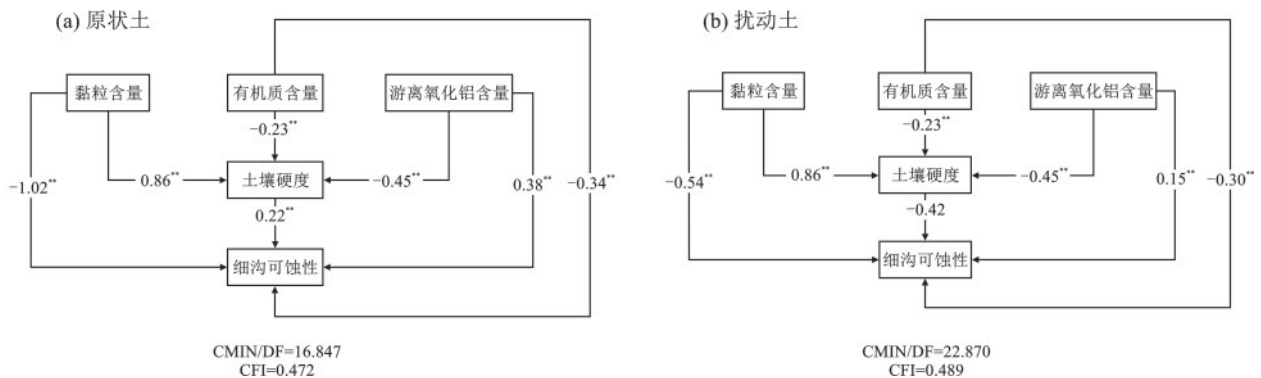 (a) 原状土
黏粒含量
有机质含量
游离氧化铝含量
−0.23**
−1.02**
0.86**
土壤硬度
−0.45**
0.38**
−0.34**
0.22**
细沟可蚀性
CMIN/DF=16.847
CFI=0.472
(b) 扰动土
黏粒含量
有机质含量
游离氧化铝含量
−0.23**
−0.54**
0.86**
土壤硬度
−0.45**
0.15**
−0.30**
−0.42
细沟可蚀性
CMIN/DF=22.870
CFI=0.489